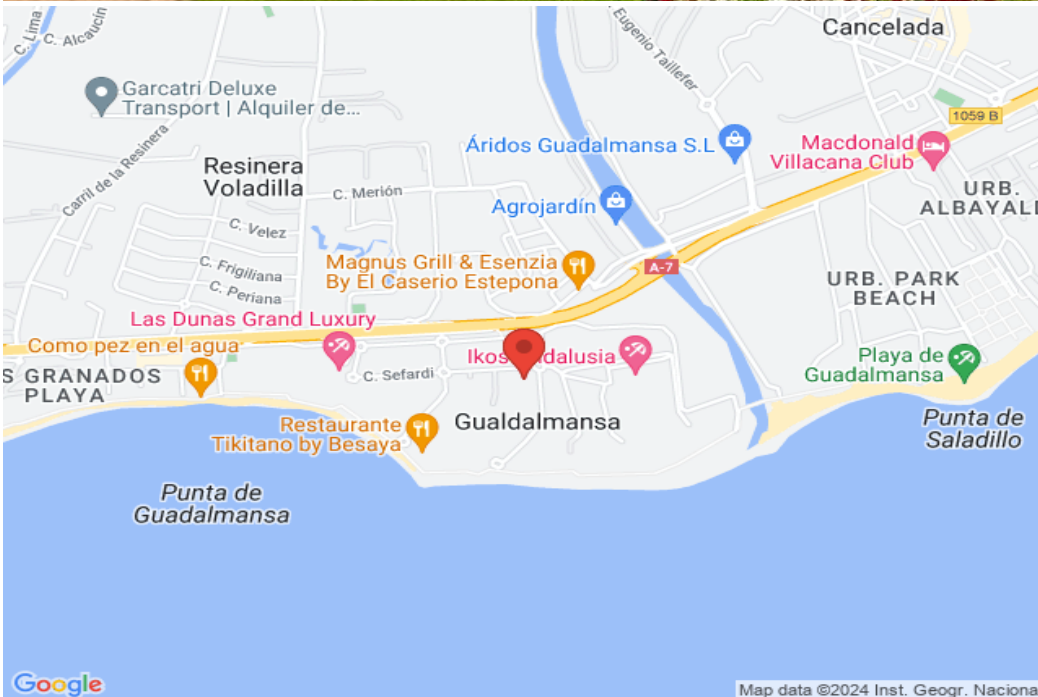 Cancelada
C. Lima
C. Alcaucín
Eugenio Taillefer
Garcatri Deluxe
Transport | Alquiler de...
1059 B
Áridos Guadalmansa S.L
Macdonald
Villacana Club
Carril de la Resinera
Resinera
Voladilla
C. Merión
URB.
Agrojardín
C. Velez
Magnus Grill & Esenzia
By El Caserio Estepona
A-7
C. Frigiliana
C. Periana
URB. PARK
BEACH
Las Dunas Grand Luxury
Como pez en el agua
Playa de
Guadalmansa
C. Sefardi
GRANADOS
PLAYA
Restaurante
Tikitano by Besaya
Gualdalmansa
Punta de
Saladillo
Punta de
Guadalmansa
Google
Map data ©2024 Inst. Geogr. Naciona